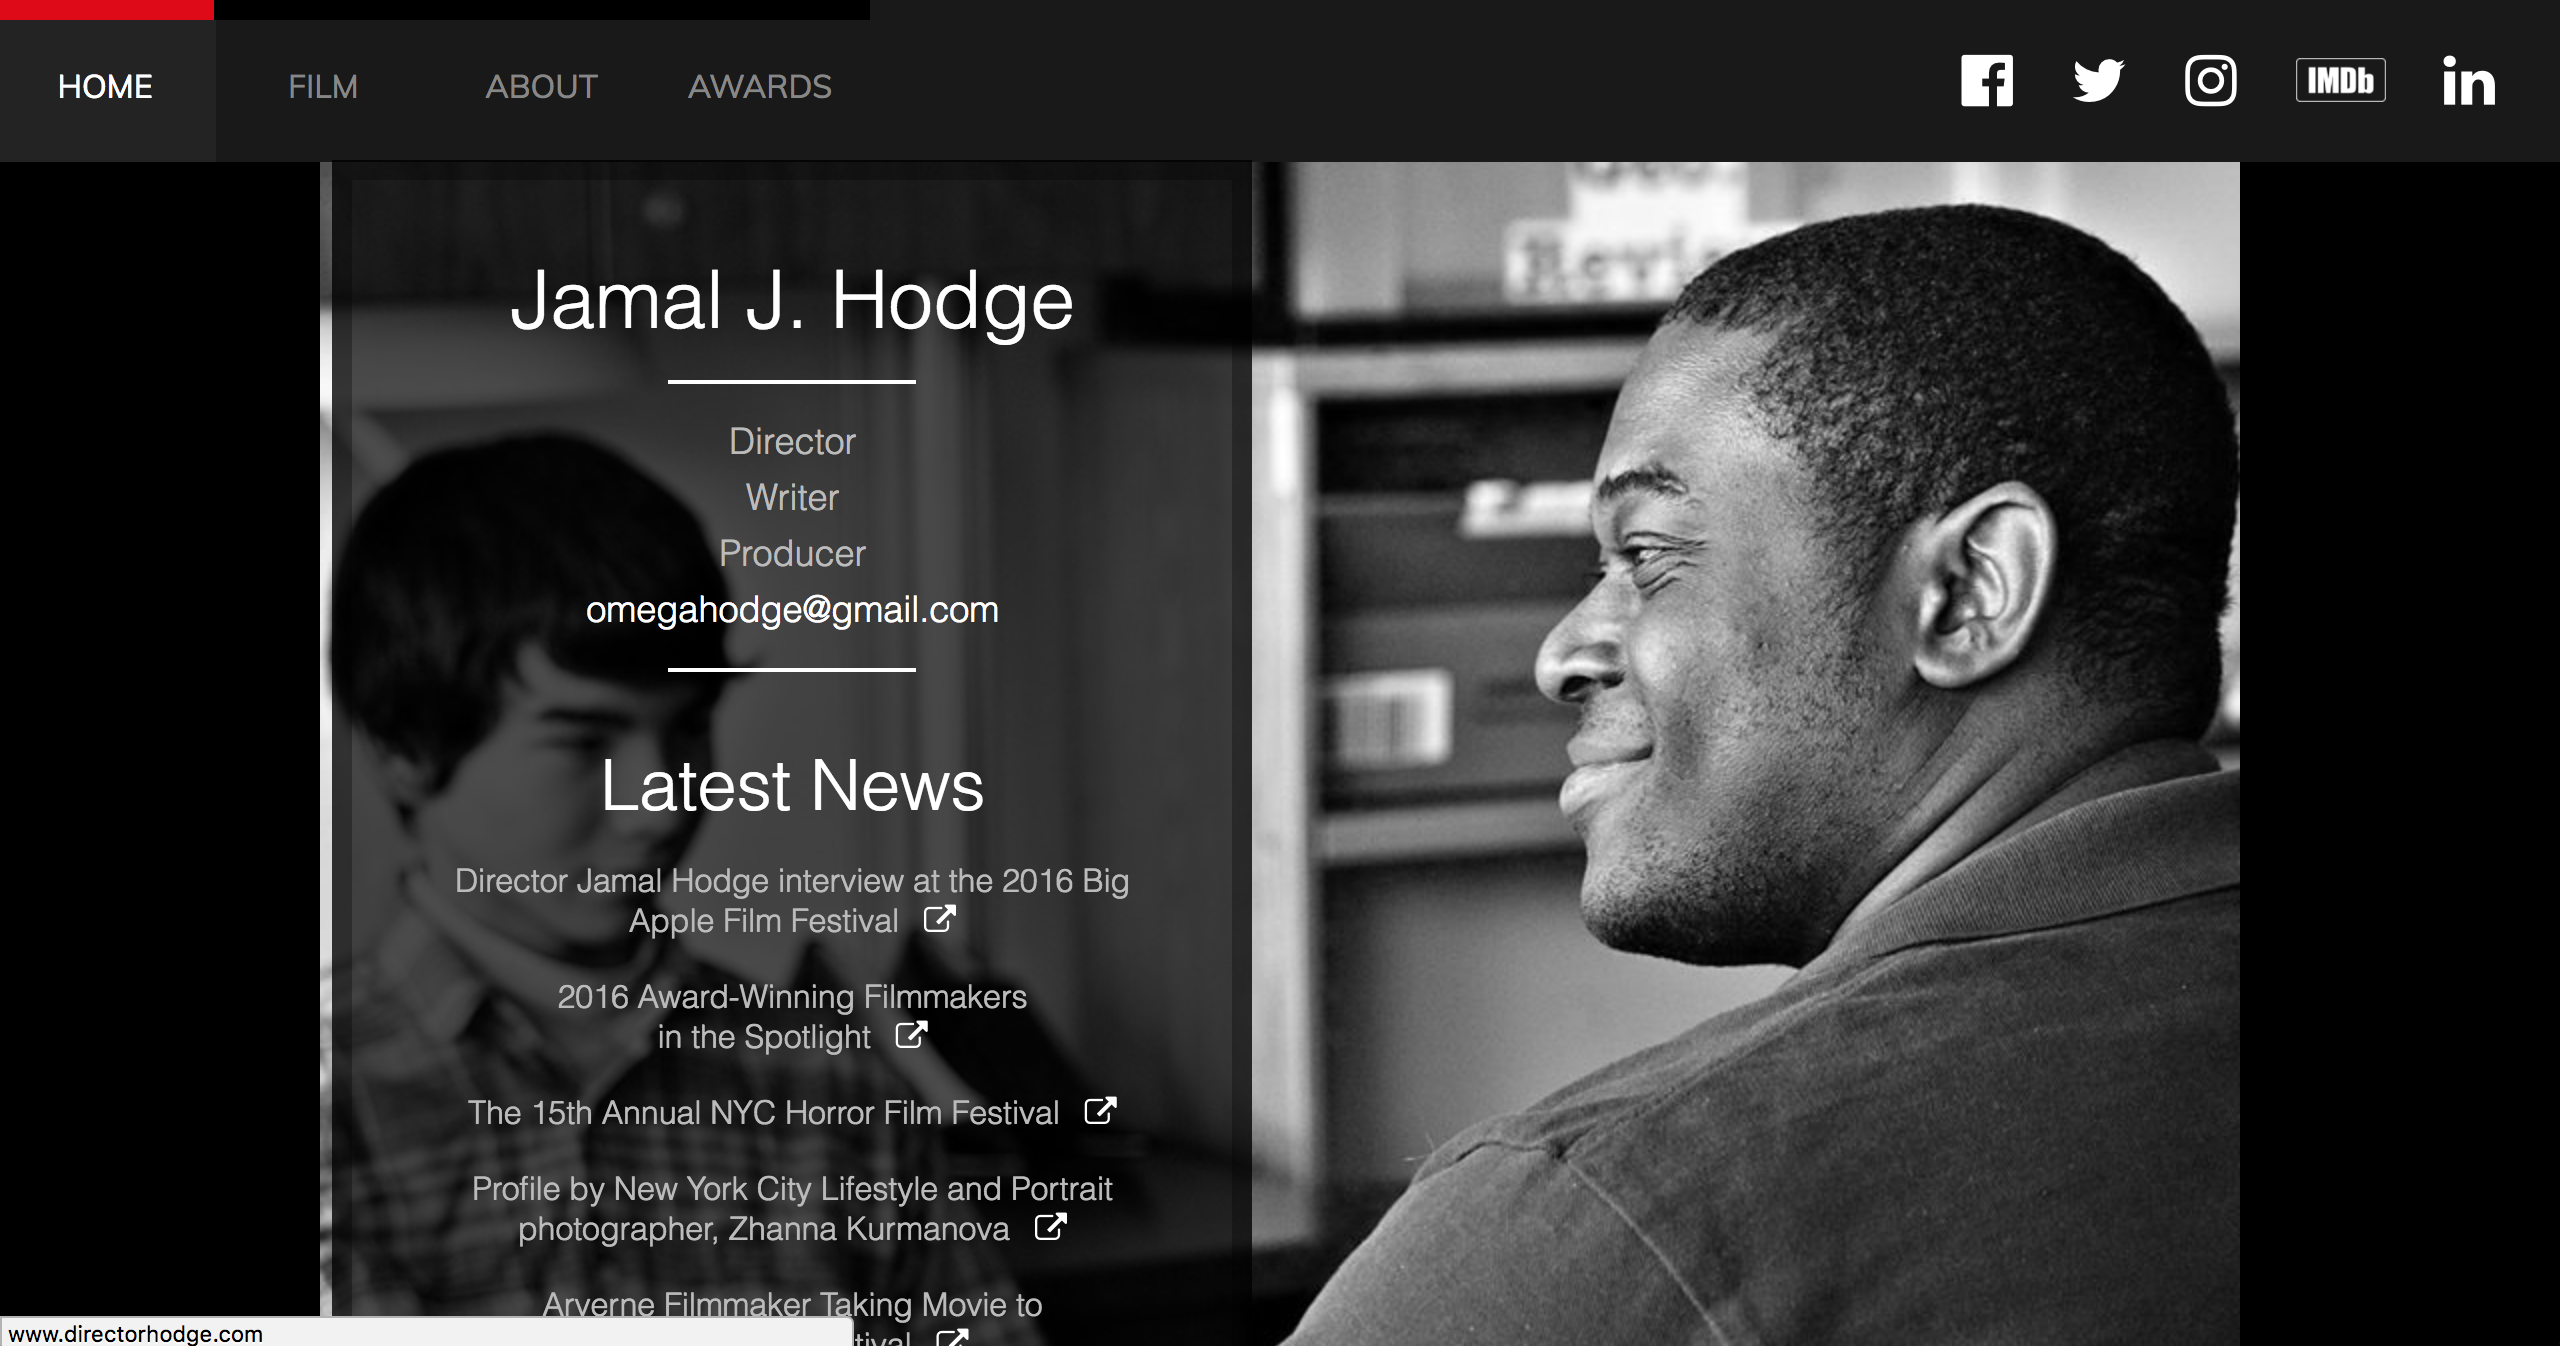 HOME FILM ABOUT AWARDS
IMDb
Jamal J. Hodge
Director
Writer
Producer
omegahodge@gmail.com
Latest News
Director Jamal Hodge interview at the 2016 Big
Apple Film Festival
2016 Award-Winning Filmmakers
in the Spotlight
The 15th Annual NYC Horror Film Festival
Profile by New York City Lifestyle and Portrait
photographer, Zhanna Kurmanova
Arverne Filmmaker Taking Movie to
www.directorhodge.com